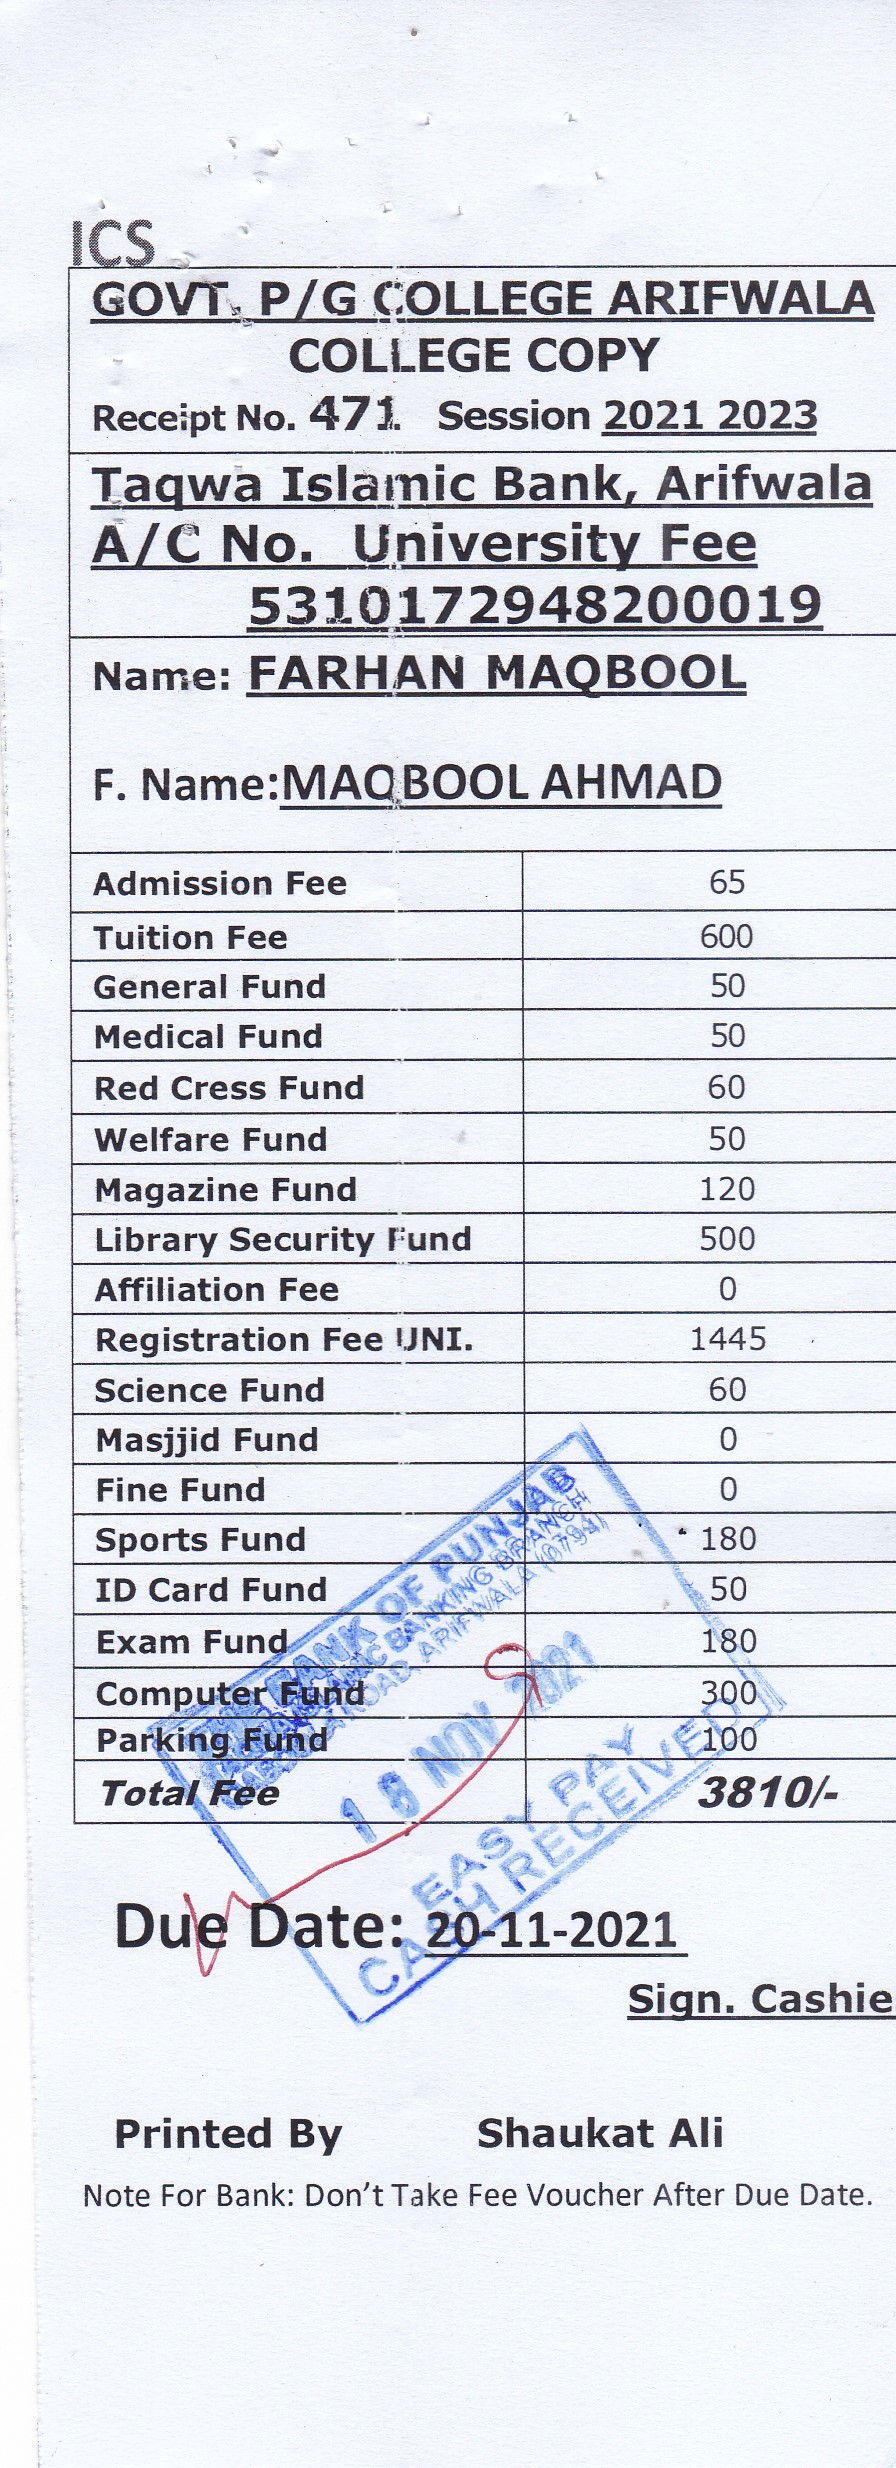 ICS
GOVT. P/G COLLEGE ARIFWALA
COLLEGE COPY
Receipt No. 471. Session 2021 2023
Taqwa Islamic Bank, Arifwala
A/C No. University Fee
5310172948200019
Name: FARHAN MAQBOOL
F. Name:MAQBOOL AHMAD
Admission Fee 65
Tuition Fee 600
General Fund 50
Medical Fund 50
Red Cress Fund 60
Welfare Fund 50
Magazine Fund 120
Library Security Fund 500
Affiliation Fee 0
Registration Fee UNI. 1445
Science Fund 60
Masjjid Fund 0
Fine Fund 0
Sports Fund 180
ID Card Fund 50
Exam Fund 180
Computer Fund 300
Parking Fund 100
Total Fee 3810/-
BANK OF PUNJAB
BANKING BRANCH
ROAD, ARIFWALA (0794)
NOV 2021
EASY PAY
CASH RECEIVED
Due Date: 20-11-2021
Sign. Cashie
Printed By Shaukat Ali
Note For Bank: Don't Take Fee Voucher After Due Date.